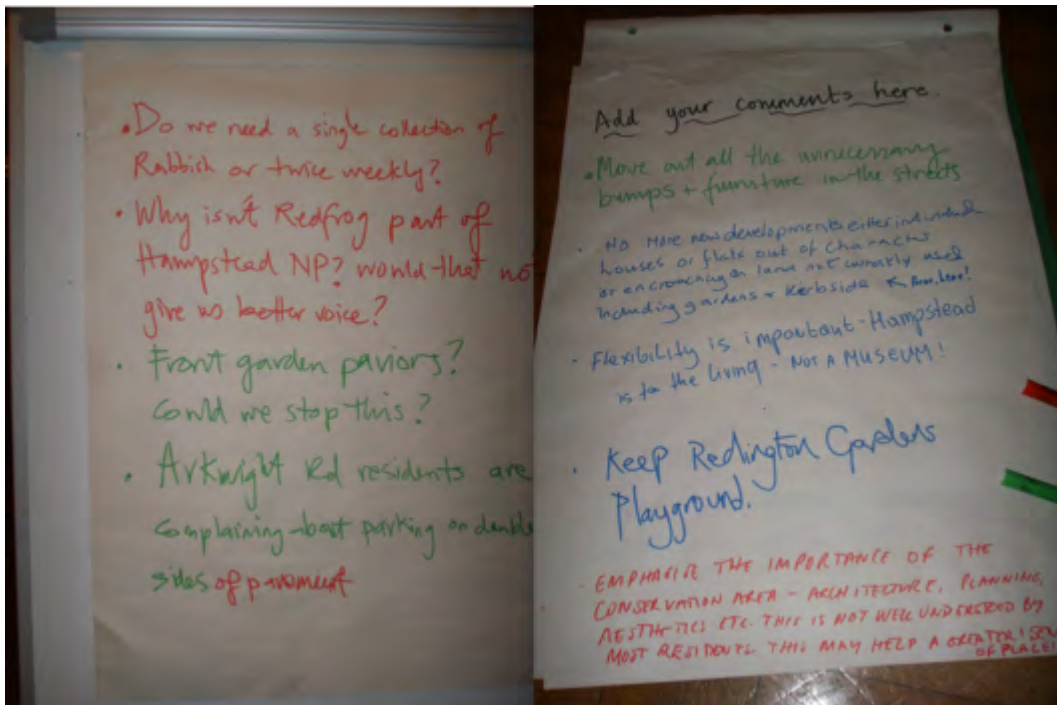 • Do we need a single collection of
Rabbish or twice weekly?
• Why isn't Redfrog part of
Hampstead NP? would that no
give us better voice?
• Front garden paviors?
Could we stop this?
• Arkwright Rd residents are
complaining about parking on double
sides of pavement
Add your comments here.
• Move out all the unnecessary
bumps + furniture in the streets
• No More new developments either individual
houses or flats out of character
or encroaching on land not currently used
including gardens + kerbside ↖ here!
• Flexibility is important - Hampstead
is for the living - NOT A MUSEUM!
• Keep Redington Gardens
Playground.
- EMPHASISE THE IMPORTANCE OF THE
CONSERVATION AREA - ARCHITECTURE, PLANNING,
AESTHETICS ETC. THIS IS NOT WELL UNDERSTOOD BY
MOST RESIDENTS. THIS MAY HELP A GREATER SENSE
OF PLACE!